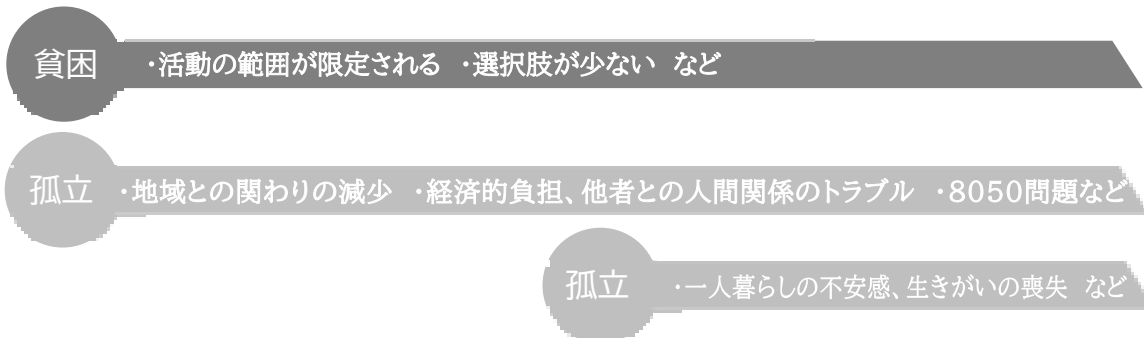 貧困 ・活動の範囲が限定される ・選択肢が少ない など
孤立 ・地域との関わりの減少 ・経済的負担、他者との人間関係のトラブル ・8050問題など
孤立 ・一人暮らしの不安感、生きがいの喪失 など